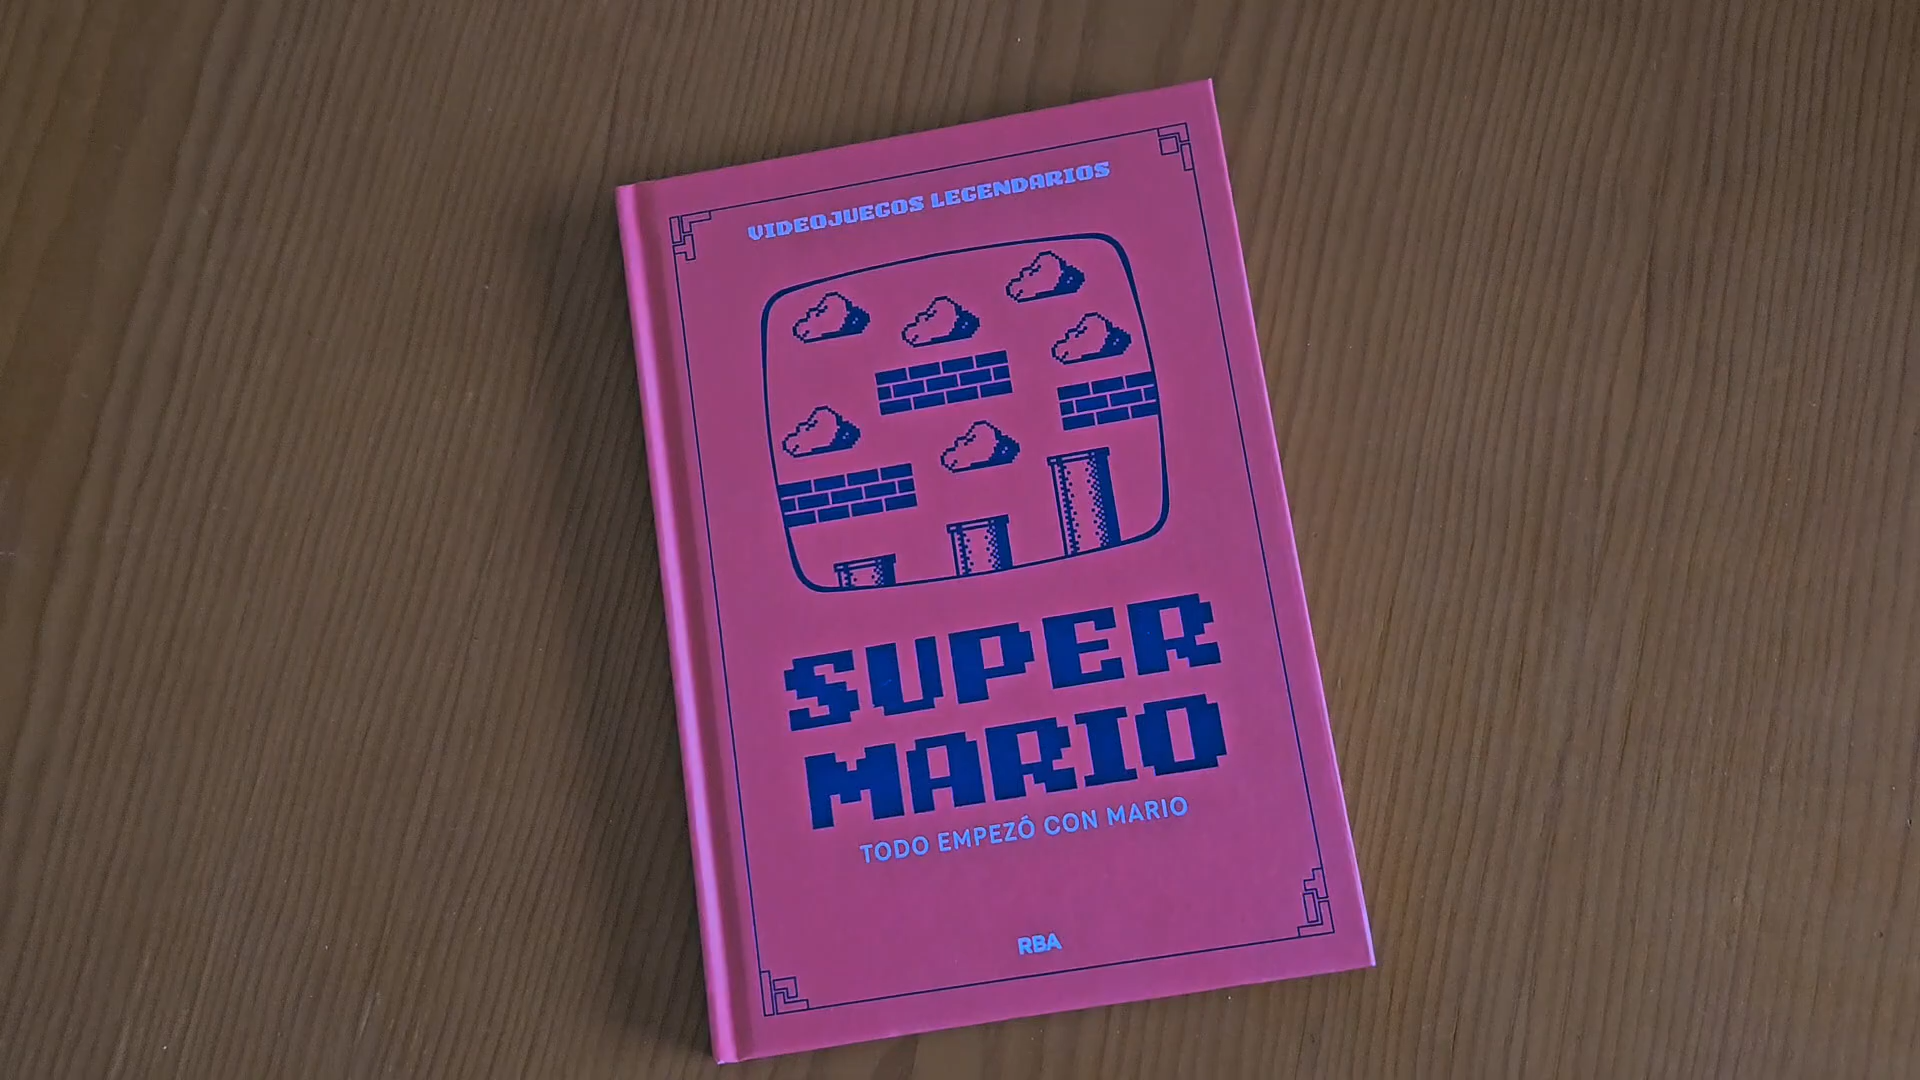 VIDEOJUEGOS LEGENDARIOS
SUPER
MARIO
TODO EMPEZÓ CON MARIO
RBA